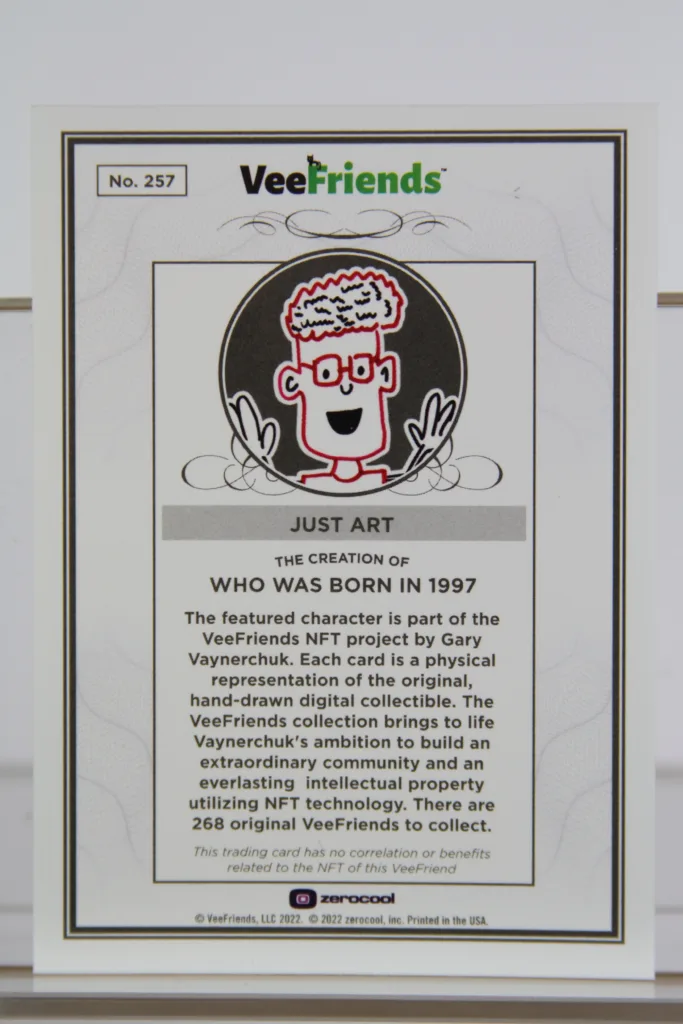 No. 257
VeeFriends™
JUST ART
THE CREATION OF
WHO WAS BORN IN 1997
The featured character is part of the
VeeFriends NFT project by Gary
Vaynerchuk. Each card is a physical
representation of the original,
hand-drawn digital collectible. The
VeeFriends collection brings to life
Vaynerchuk's ambition to build an
extraordinary community and an
everlasting intellectual property
utilizing NFT technology. There are
268 original VeeFriends to collect.
This trading card has no correlation or benefits
related to the NFT of this VeeFriend
zerocool
© VeeFriends, LLC 2022. © 2022 zerocool, inc. Printed in the USA.